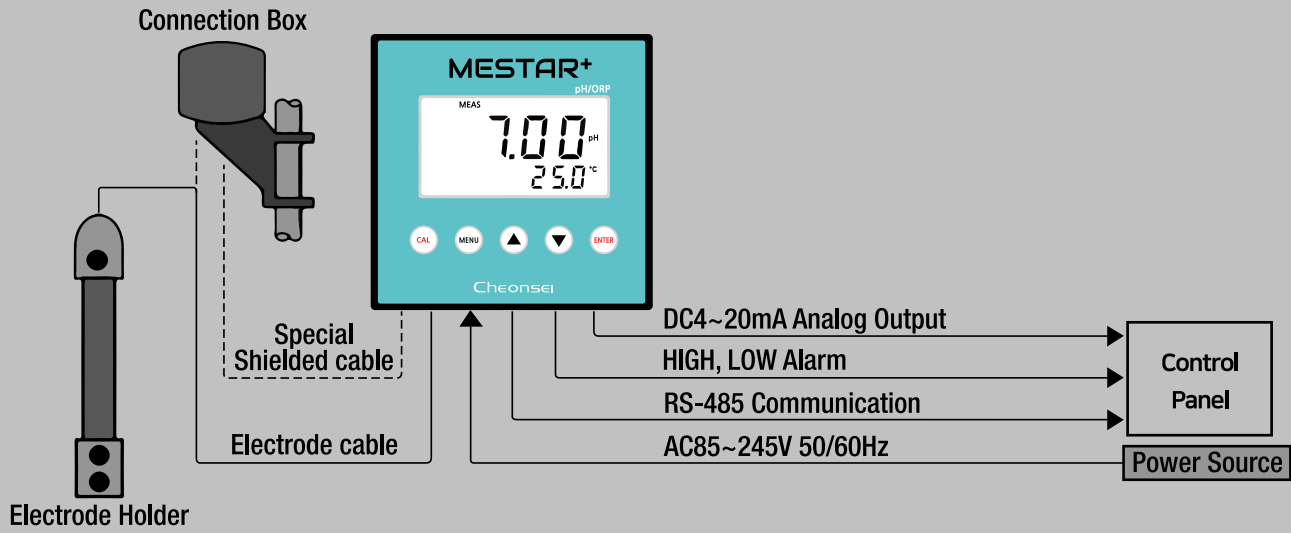 Connection Box
MESTAR+
pH/ORP
MEAS
7.00 pH
25.0 °C
CAL
MENU
ENTER
Cheonsei
Special
Shielded cable
Electrode cable
Electrode Holder
DC4~20mA Analog Output
HIGH, LOW Alarm
RS-485 Communication
AC85~245V 50/60Hz
Control
Panel
Power Source